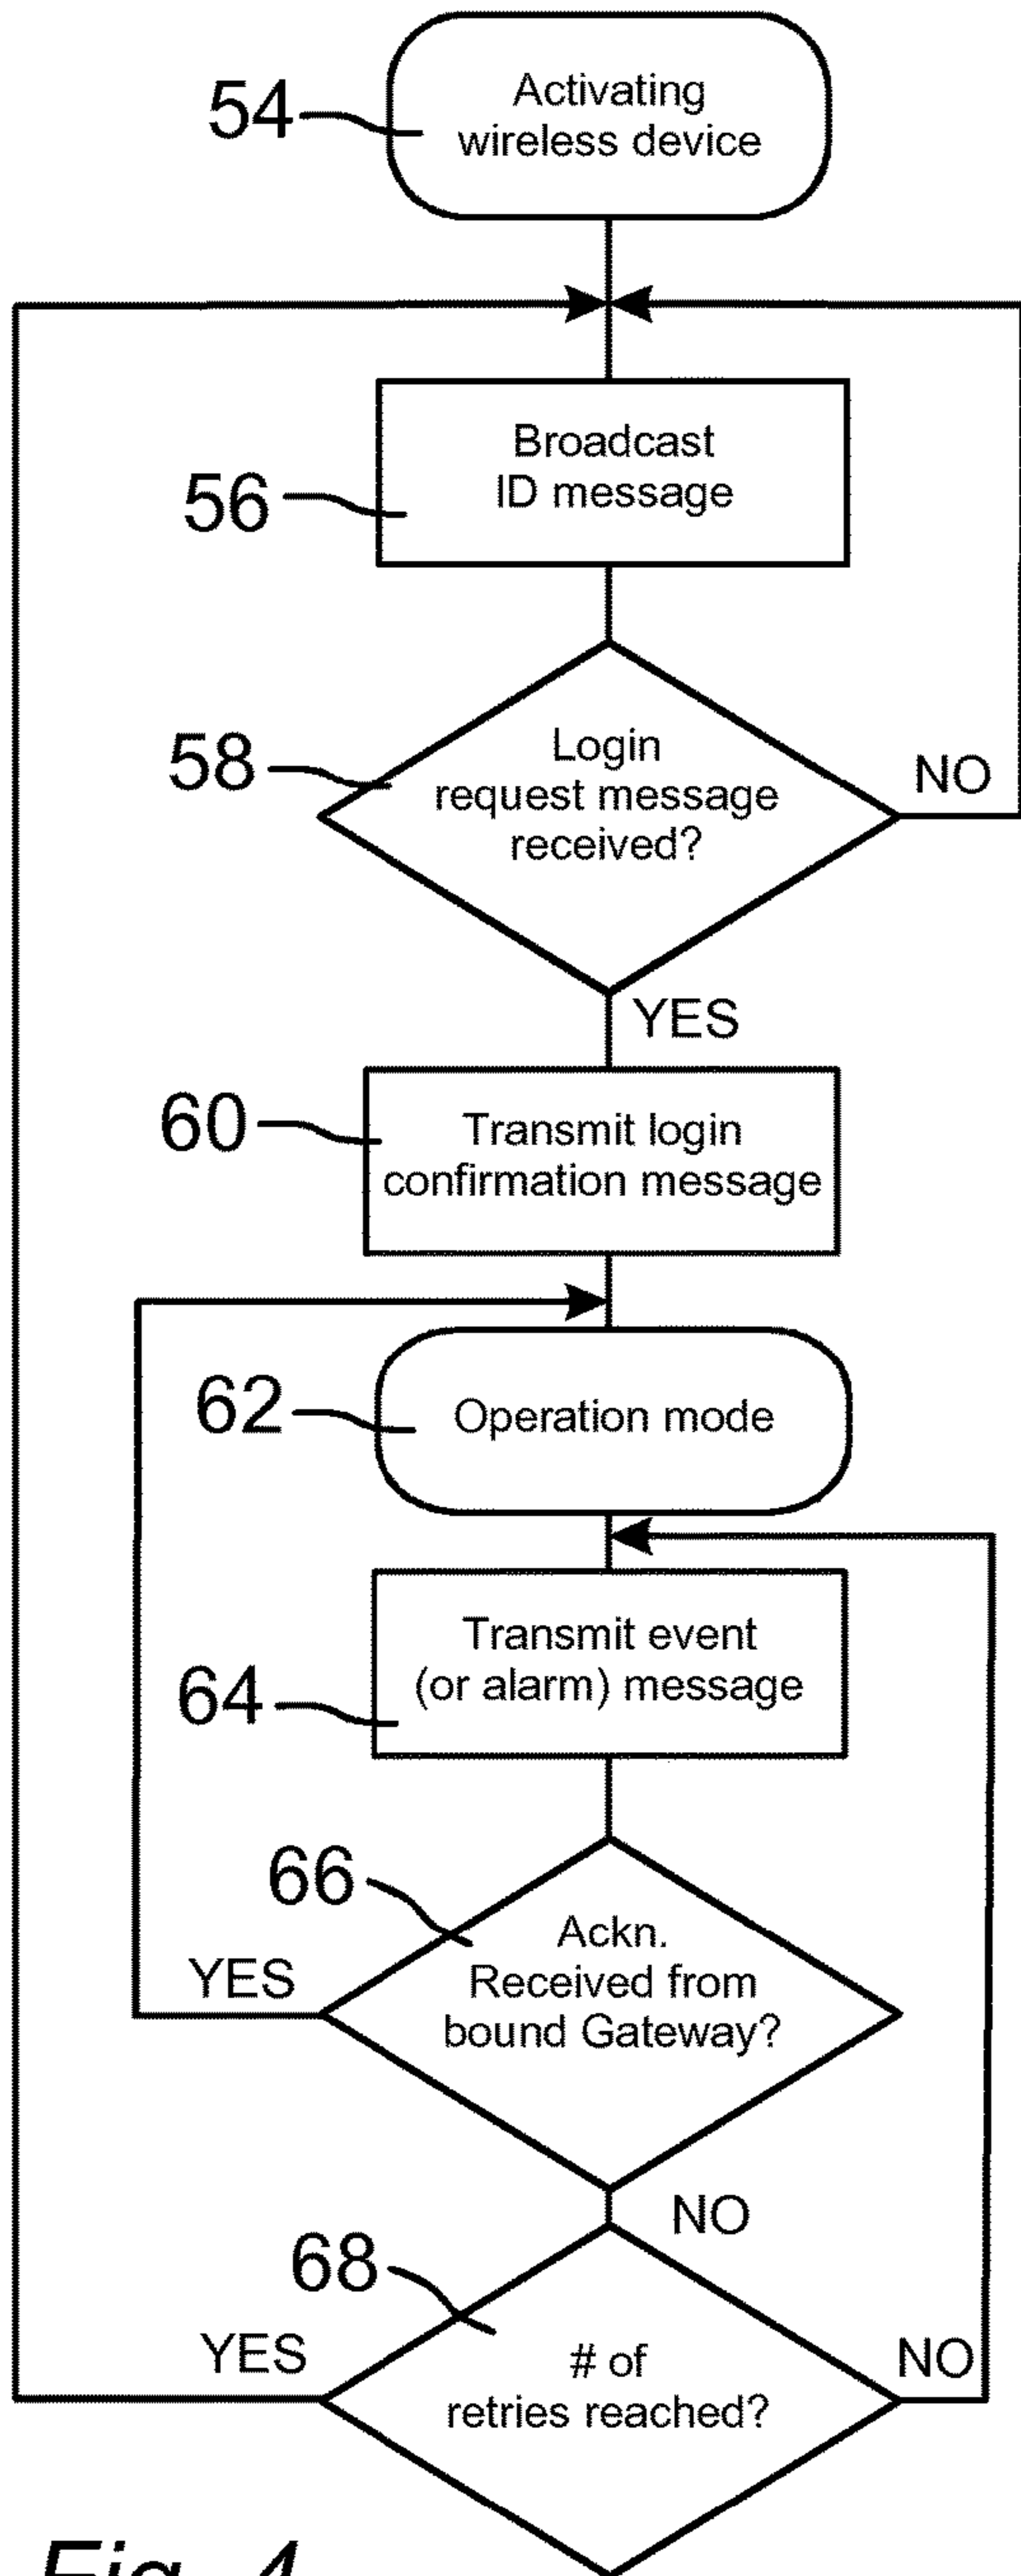 Activating
wireless device
54
Broadcast
ID message
56
Login
request message
received?
58
NO
YES
Transmit login
confirmation message
60
Operation mode
62
Transmit event
(or alarm) message
64
Ackn.
Received from
bound Gateway?
66
YES
NO
# of
retries reached?
68
YES
NO
Fig. 4